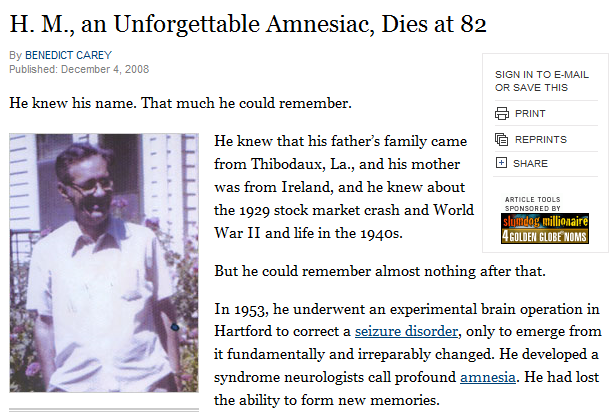 H. M., an Unforgettable Amnesiac, Dies at 82
By BENEDICT CAREY
Published: December 4, 2008
SIGN IN TO E-MAIL
OR SAVE THIS
PRINT
REPRINTS
SHARE
ARTICLE TOOLS
SPONSORED BY
slumdog millionaire
4 GOLDEN GLOBE NOMS
He knew his name. That much he could remember.
He knew that his father’s family came
from Thibodaux, La., and his mother
was from Ireland, and he knew about
the 1929 stock market crash and World
War II and life in the 1940s.
But he could remember almost nothing after that.
In 1953, he underwent an experimental brain operation in
Hartford to correct a seizure disorder, only to emerge from
it fundamentally and irreparably changed. He developed a
syndrome neurologists call profound amnesia. He had lost
the ability to form new memories.